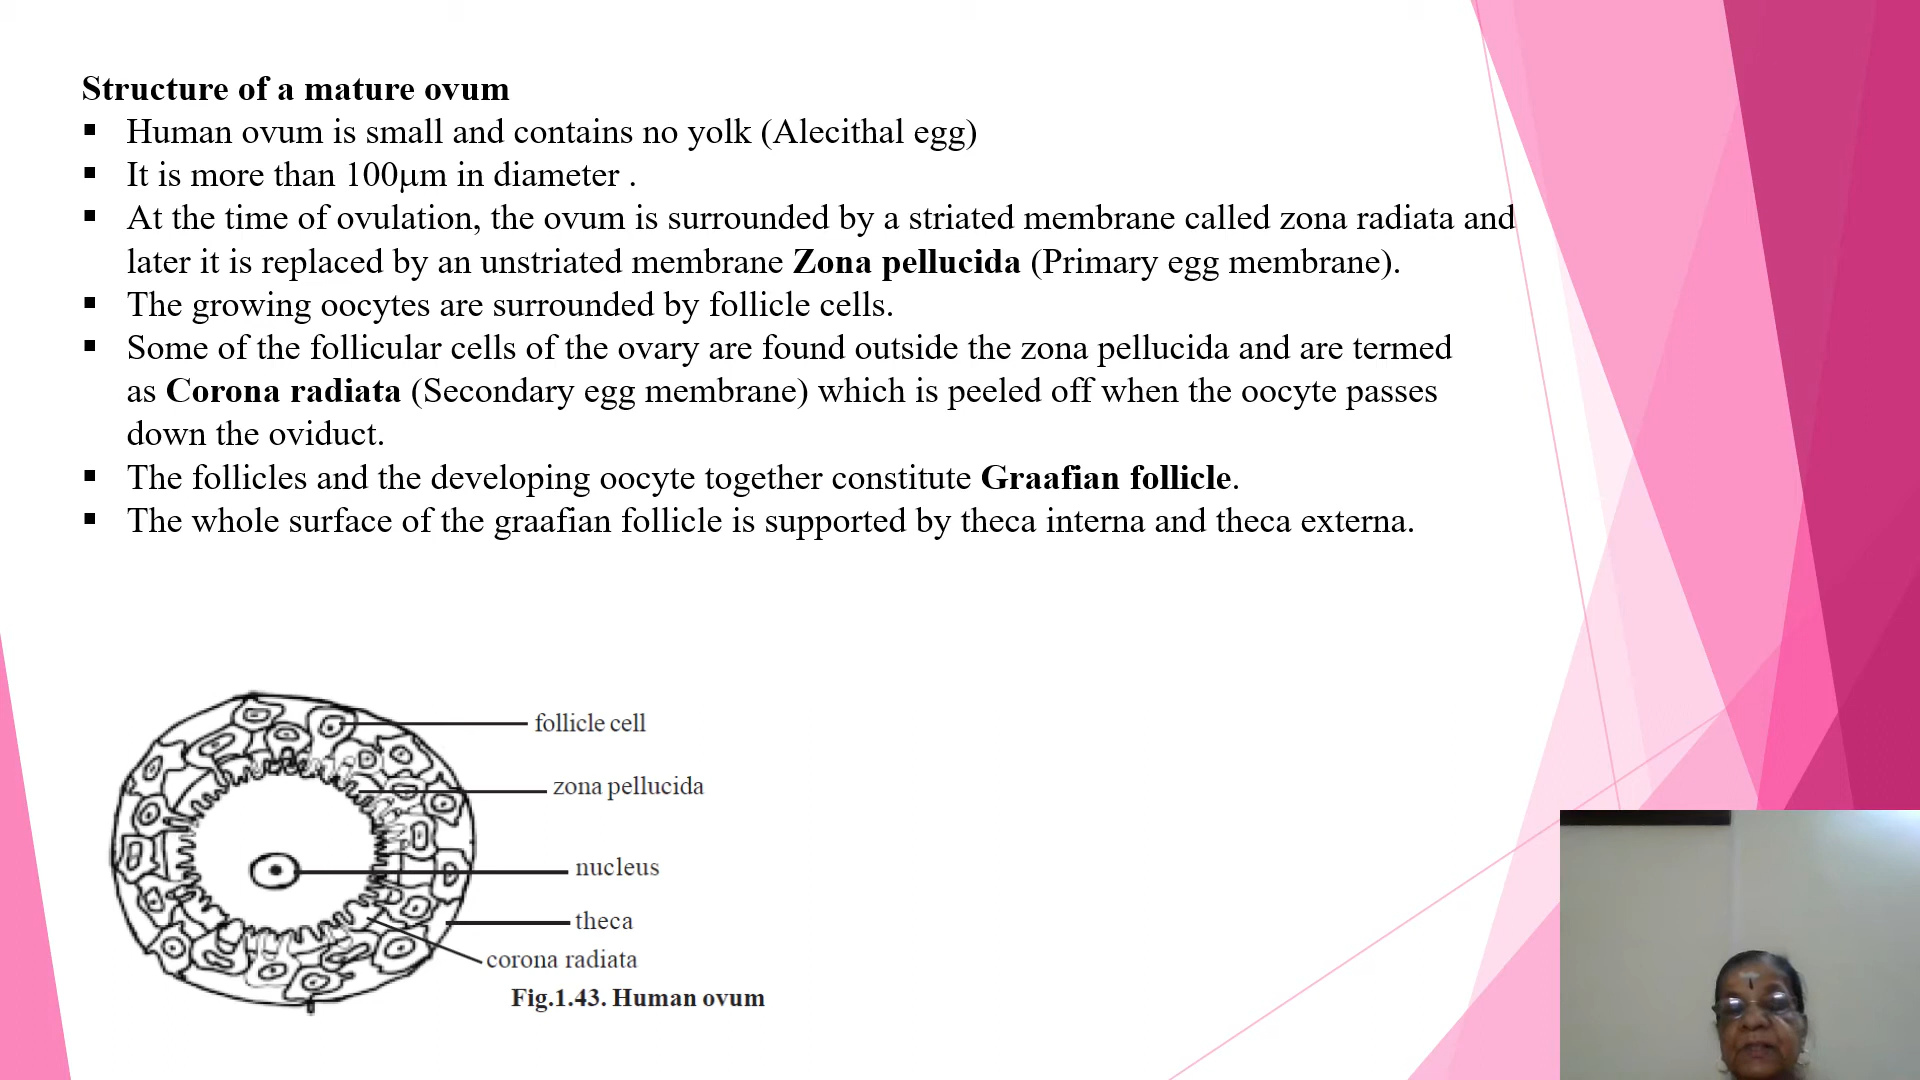 Structure of a mature ovum
▪ Human ovum is small and contains no yolk (Alecithal egg)
▪ It is more than 100μm in diameter .
▪ At the time of ovulation, the ovum is surrounded by a striated membrane called zona radiata and
later it is replaced by an unstriated membrane Zona pellucida (Primary egg membrane).
▪ The growing oocytes are surrounded by follicle cells.
▪ Some of the follicular cells of the ovary are found outside the zona pellucida and are termed
as Corona radiata (Secondary egg membrane) which is peeled off when the oocyte passes
down the oviduct.
▪ The follicles and the developing oocyte together constitute Graafian follicle.
▪ The whole surface of the graafian follicle is supported by theca interna and theca externa.
follicle cell
zona pellucida
nucleus
theca
corona radiata
Fig.1.43. Human ovum